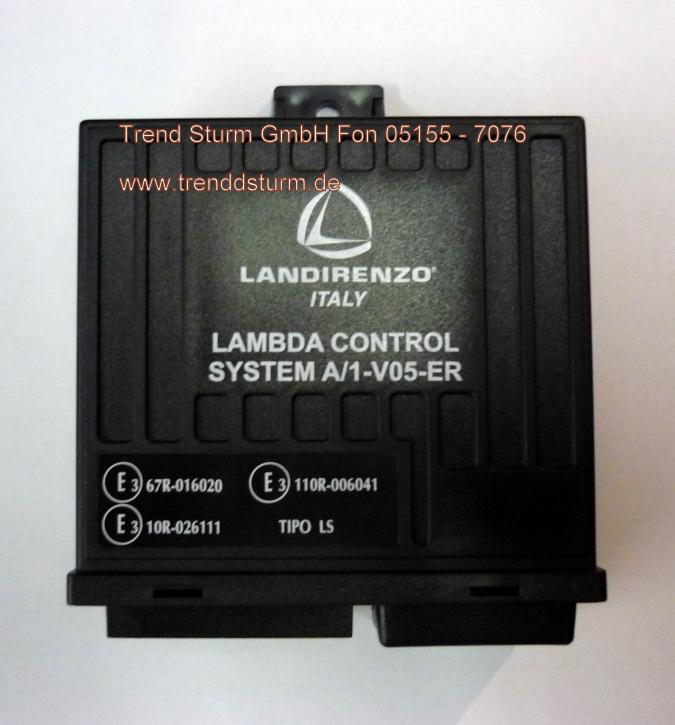 Trend Sturm GmbH Fon 05155 - 7076
www.trenddsturm.de
LANDIRENZO®
ITALY
LAMBDA CONTROL
SYSTEM A/1-V05-ER
E3 67R-016020 E3 110R-006041
E3 10R-026111 TIPO LS